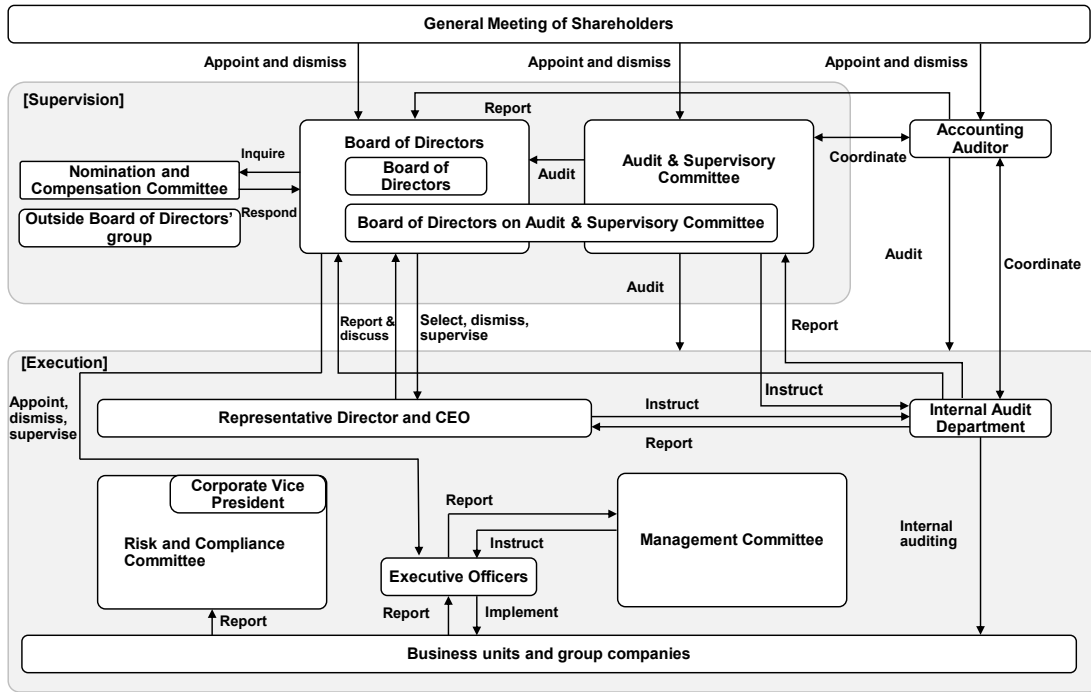 General Meeting of Shareholders
Appoint and dismiss
Appoint and dismiss
Appoint and dismiss
[Supervision]
Report
Board of Directors
Board of
Directors
Audit & Supervisory
Committee
Accounting
Auditor
Coordinate
Audit
Inquire
Nomination and
Compensation Committee
Respond
Outside Board of Directors'
group
Board of Directors on Audit & Supervisory Committee
Audit
Audit
Coordinate
Report &
discuss
Select, dismiss,
supervise
Report
[Execution]
Appoint,
dismiss,
supervise
Representative Director and CEO
Instruct
Instruct
Report
Internal Audit
Department
Corporate Vice
President
Risk and Compliance
Committee
Report
Instruct
Management Committee
Internal
auditing
Executive Officers
Report
Report
Implement
Business units and group companies